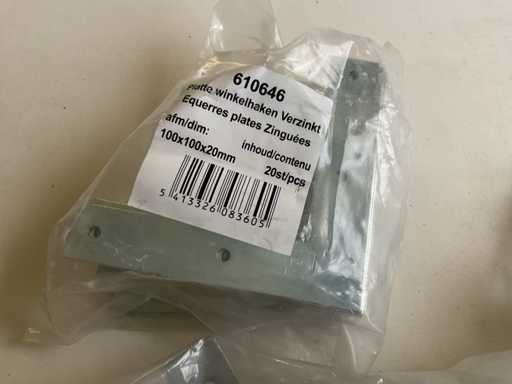 610646
Platte winkelhaken Verzinkt
Equerres plates Zinguées
afm/dim: inhoud/contenu
100x100x20mm 20st/pcs
5 413326 083605